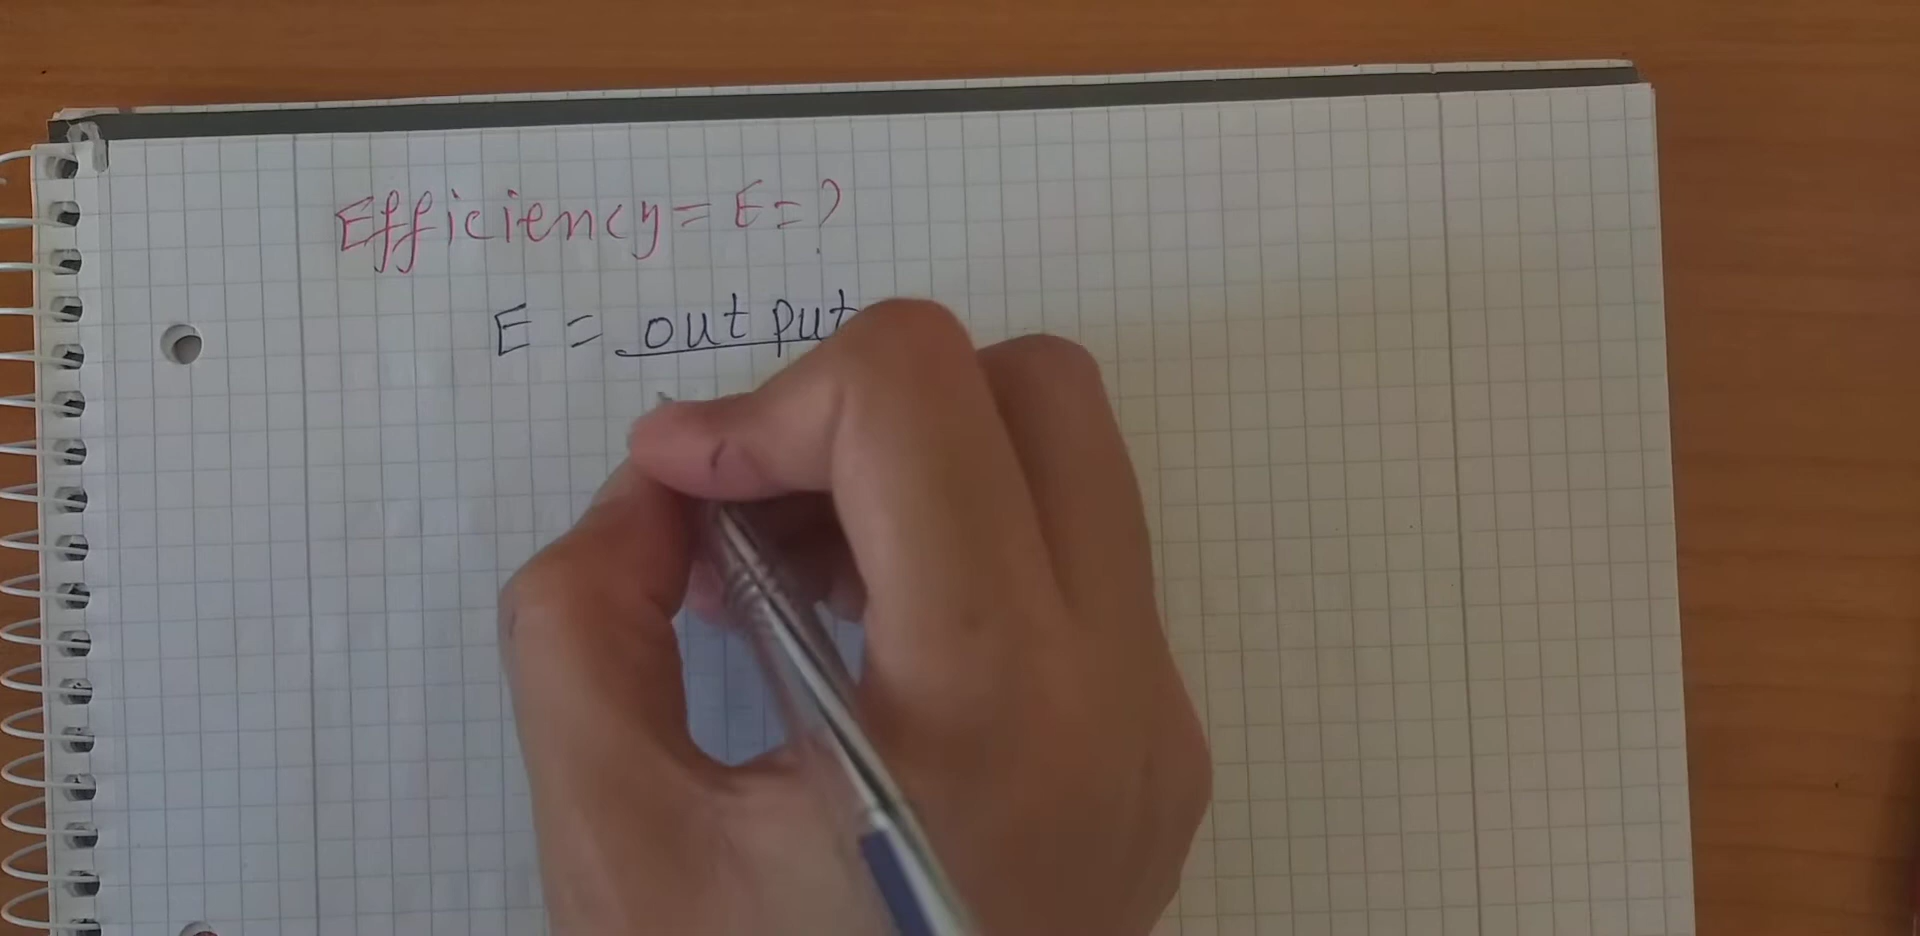 Efficiency = E = ?
E = output